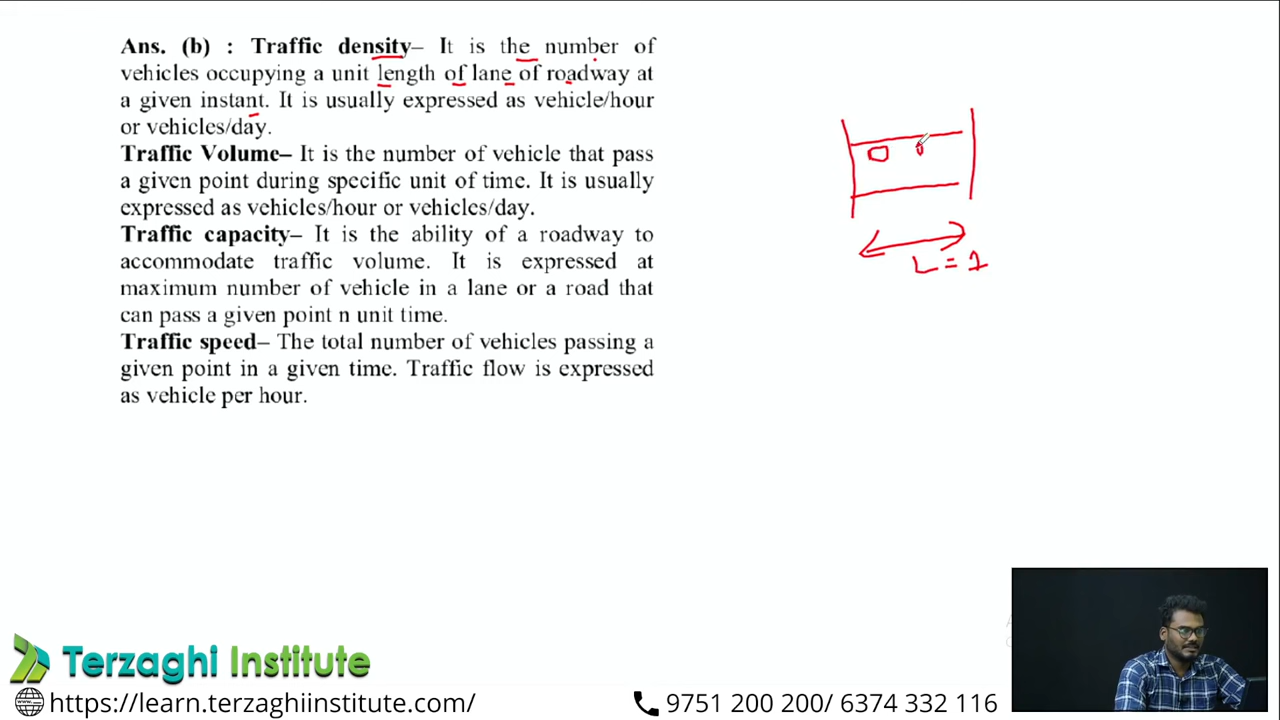 Ans. (b) : Traffic density– It is the number of
vehicles occupying a unit length of lane of roadway at
a given instant. It is usually expressed as vehicle/hour
or vehicles/day.
Traffic Volume– It is the number of vehicle that pass
a given point during specific unit of time. It is usually
expressed as vehicles/hour or vehicles/day.
Traffic capacity– It is the ability of a roadway to
accommodate traffic volume. It is expressed at
maximum number of vehicle in a lane or a road that
can pass a given point n unit time.
Traffic speed– The total number of vehicles passing a
given point in a given time. Traffic flow is expressed
as vehicle per hour.
L = 1
Terzaghi Institute
https://learn.terzaghiinstitute.com/
9751 200 200/ 6374 332 116